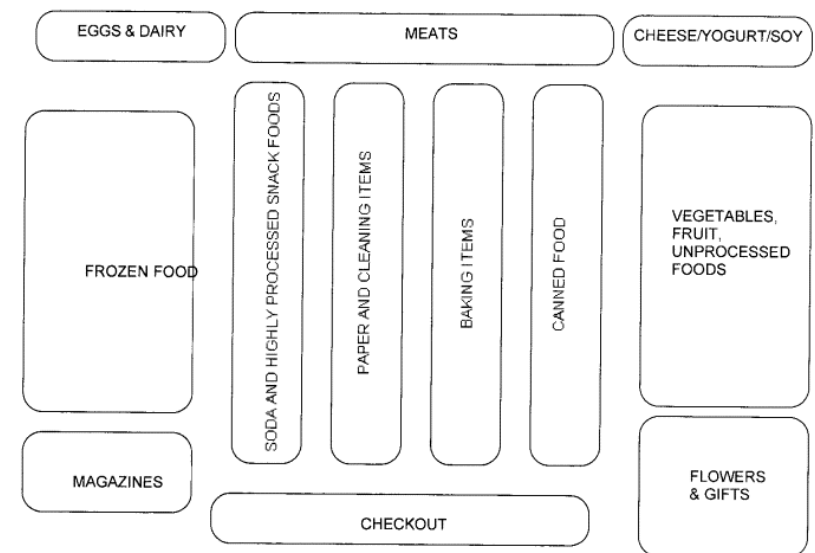 EGGS & DAIRY
MEATS
CHEESE/YOGURT/SOY
SODA AND HIGHLY PROCESSED SNACK FOODS
PAPER AND CLEANING ITEMS
BAKING ITEMS
CANNED FOOD
VEGETABLES,
FRUIT,
UNPROCESSED
FOODS
FROZEN FOOD
MAGAZINES
FLOWERS
& GIFTS
CHECKOUT